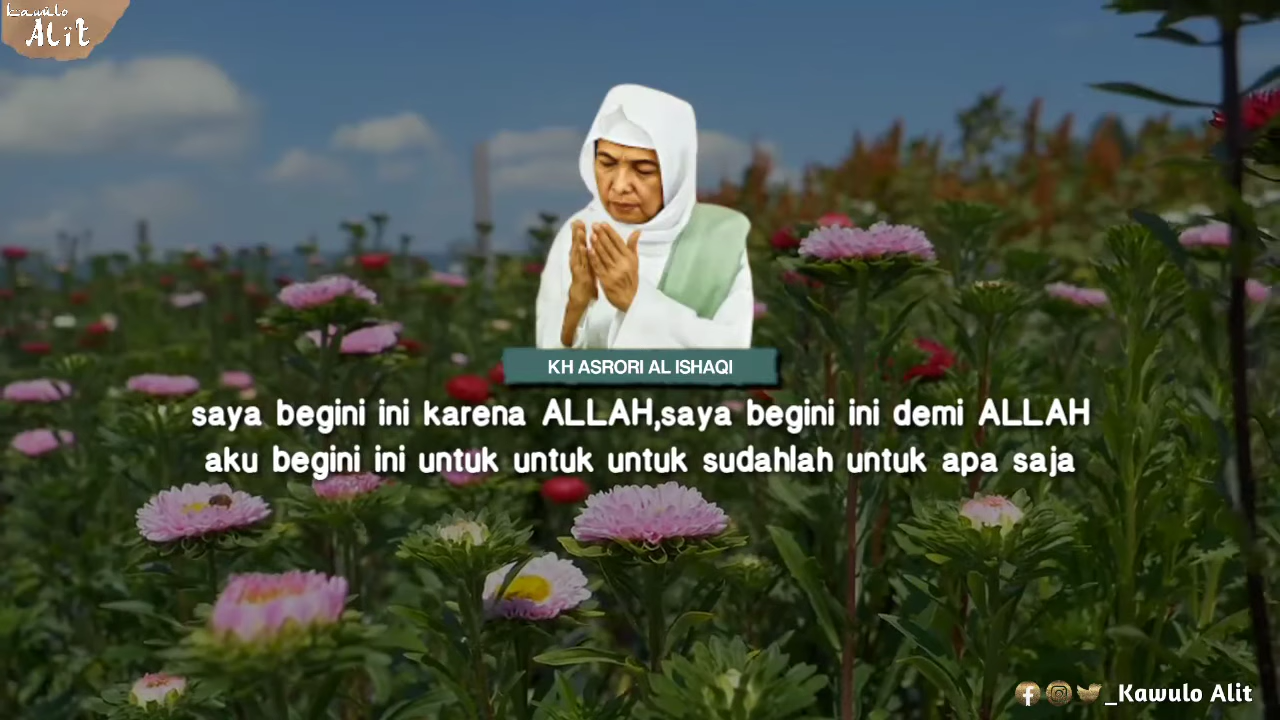 kawulo
Alit
KH ASRORI AL ISHAQI
saya begini ini karena ALLAH,saya begini ini demi ALLAH
aku begini ini untuk untuk untuk sudahlah untuk apa saja
_Kawulo Alit